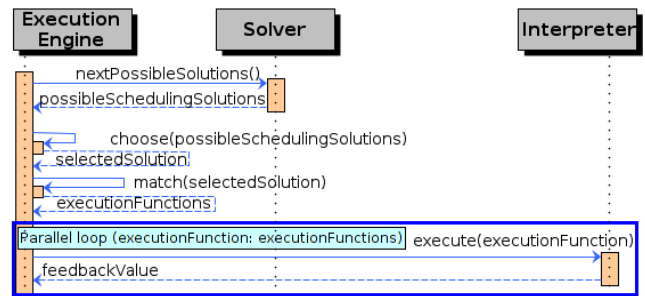 Execution
Engine
Solver
Interpreter
nextPossibleSolutions()
possibleSchedulingSolutions
choose(possibleSchedulingSolutions)
selectedSolution
match(selectedSolution)
executionFunctions
Parallel loop (executionFunction: executionFunctions)
execute(executionFunction)
feedbackValue